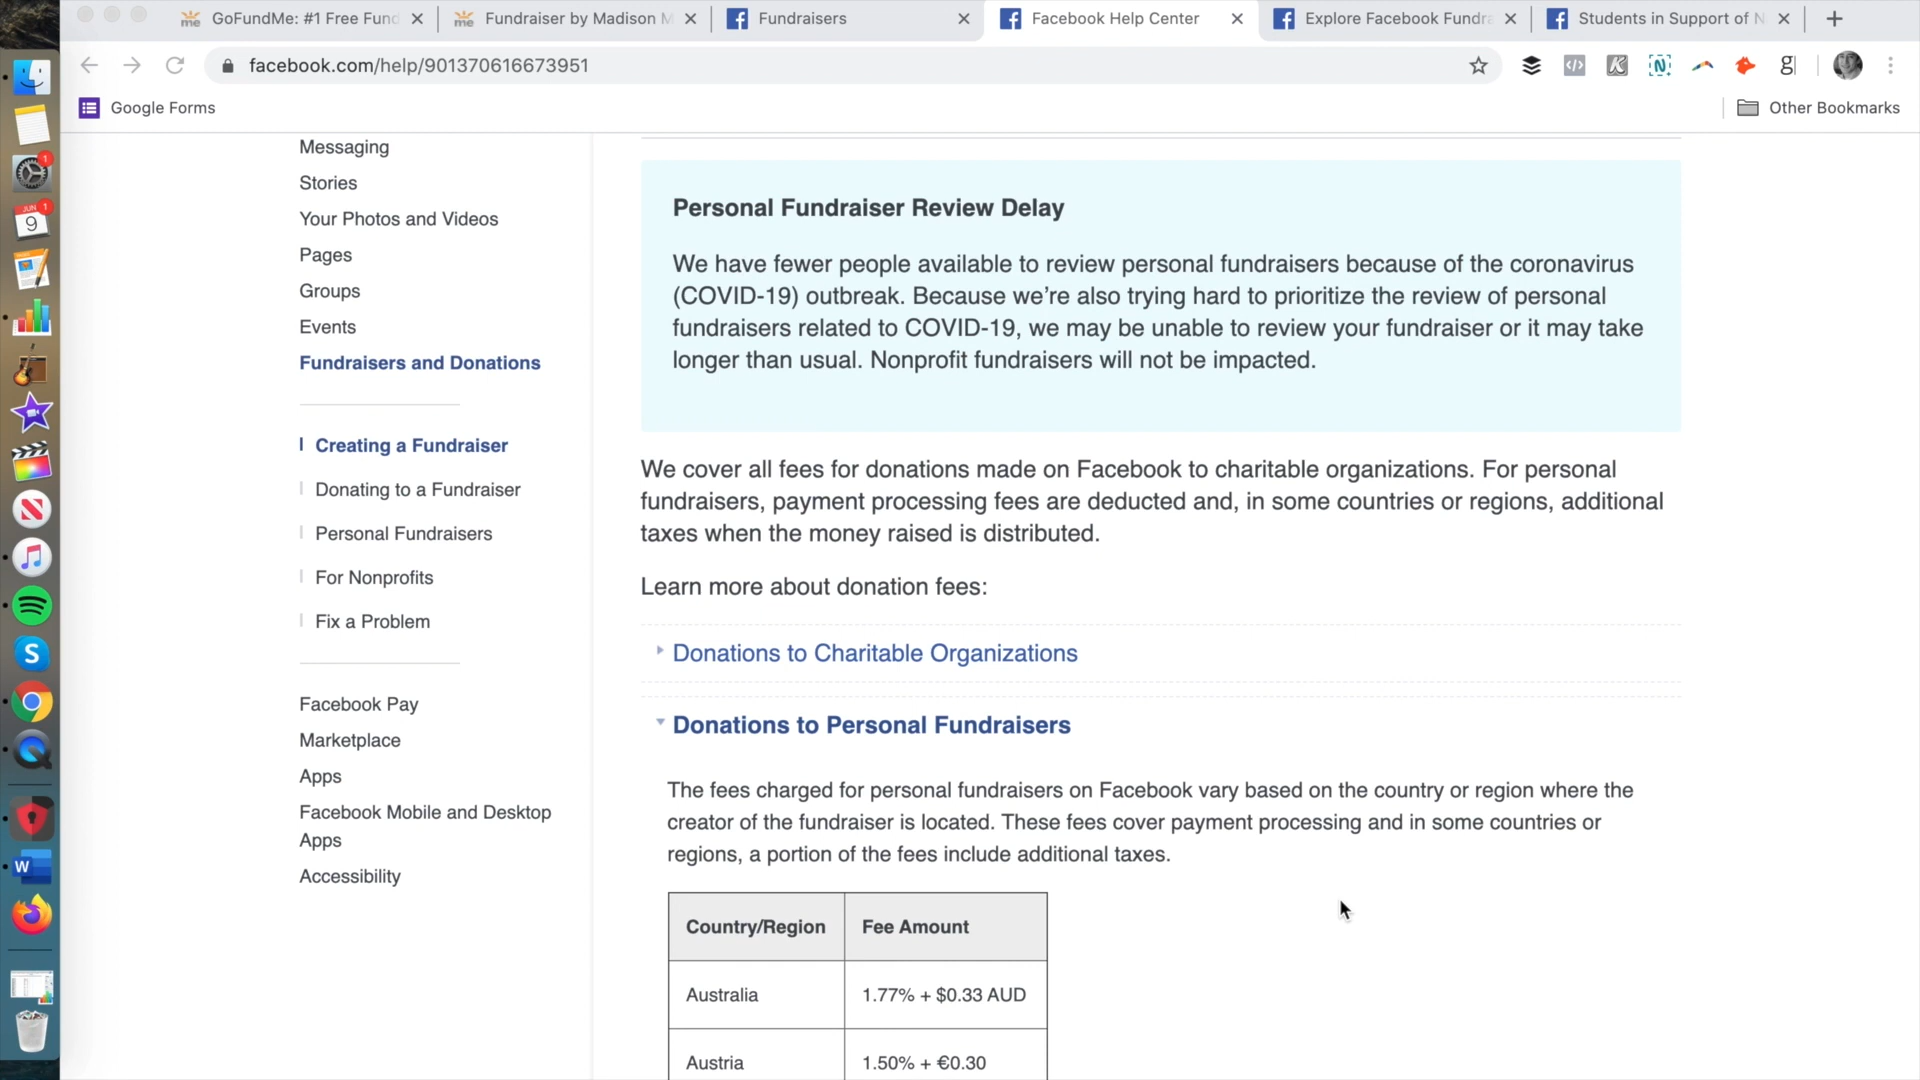 GoFundMe: #1 Free Fund
Fundraiser by Madison M
Fundraisers
Facebook Help Center
Explore Facebook Fundra
Students in Support of N
facebook.com/help/901370616673951
Google Forms
Other Bookmarks
Messaging
Stories
Your Photos and Videos
Pages
Groups
Events
Fundraisers and Donations
Creating a Fundraiser
Donating to a Fundraiser
Personal Fundraisers
For Nonprofits
Fix a Problem
Facebook Pay
Marketplace
Apps
Facebook Mobile and Desktop
Apps
Accessibility
Personal Fundraiser Review Delay
We have fewer people available to review personal fundraisers because of the coronavirus
(COVID-19) outbreak. Because we’re also trying hard to prioritize the review of personal
fundraisers related to COVID-19, we may be unable to review your fundraiser or it may take
longer than usual. Nonprofit fundraisers will not be impacted.
We cover all fees for donations made on Facebook to charitable organizations. For personal
fundraisers, payment processing fees are deducted and, in some countries or regions, additional
taxes when the money raised is distributed.
Learn more about donation fees:
Donations to Charitable Organizations
Donations to Personal Fundraisers
The fees charged for personal fundraisers on Facebook vary based on the country or region where the
creator of the fundraiser is located. These fees cover payment processing and in some countries or
regions, a portion of the fees include additional taxes.
Country/Region Fee Amount
Australia 1.77% + $0.33 AUD
Austria 1.50% + €0.30
JUN
9
1
1